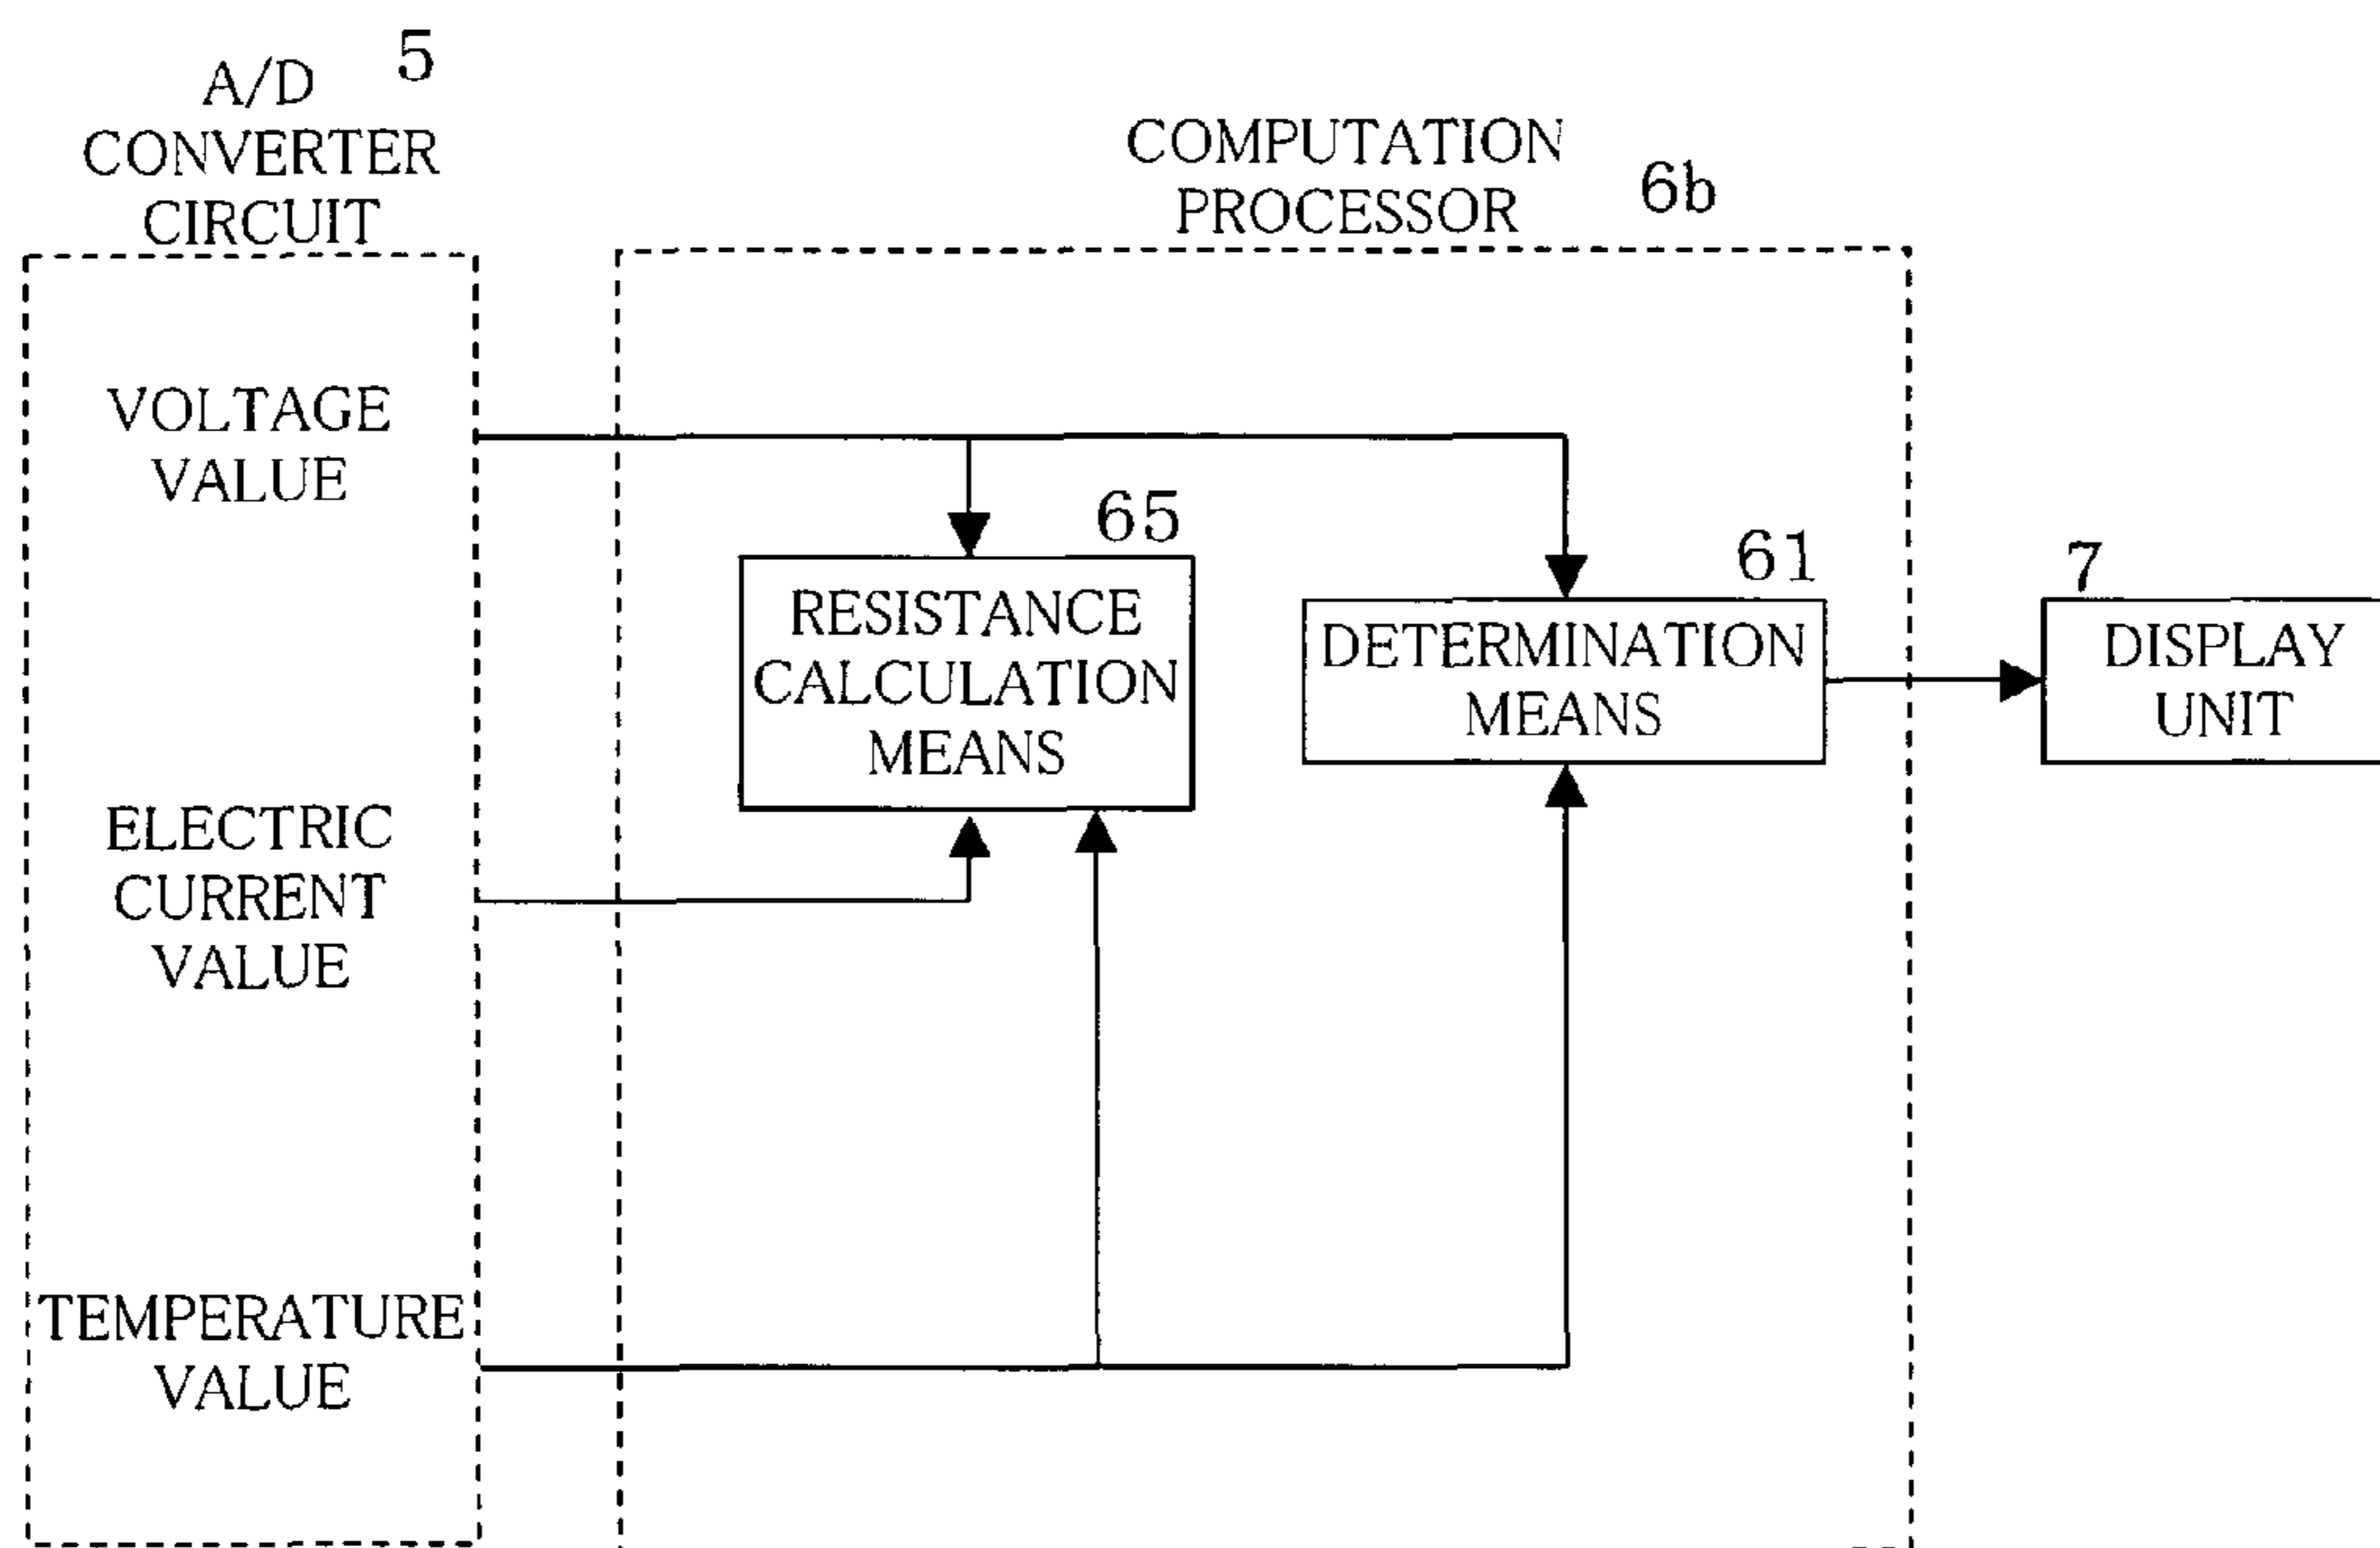 A/D 5
CONVERTER
CIRCUIT
COMPUTATION
PROCESSOR 6b
VOLTAGE
VALUE
65
RESISTANCE
CALCULATION
MEANS
61
DETERMINATION
MEANS
7
DISPLAY
UNIT
ELECTRIC
CURRENT
VALUE
TEMPERATURE
VALUE